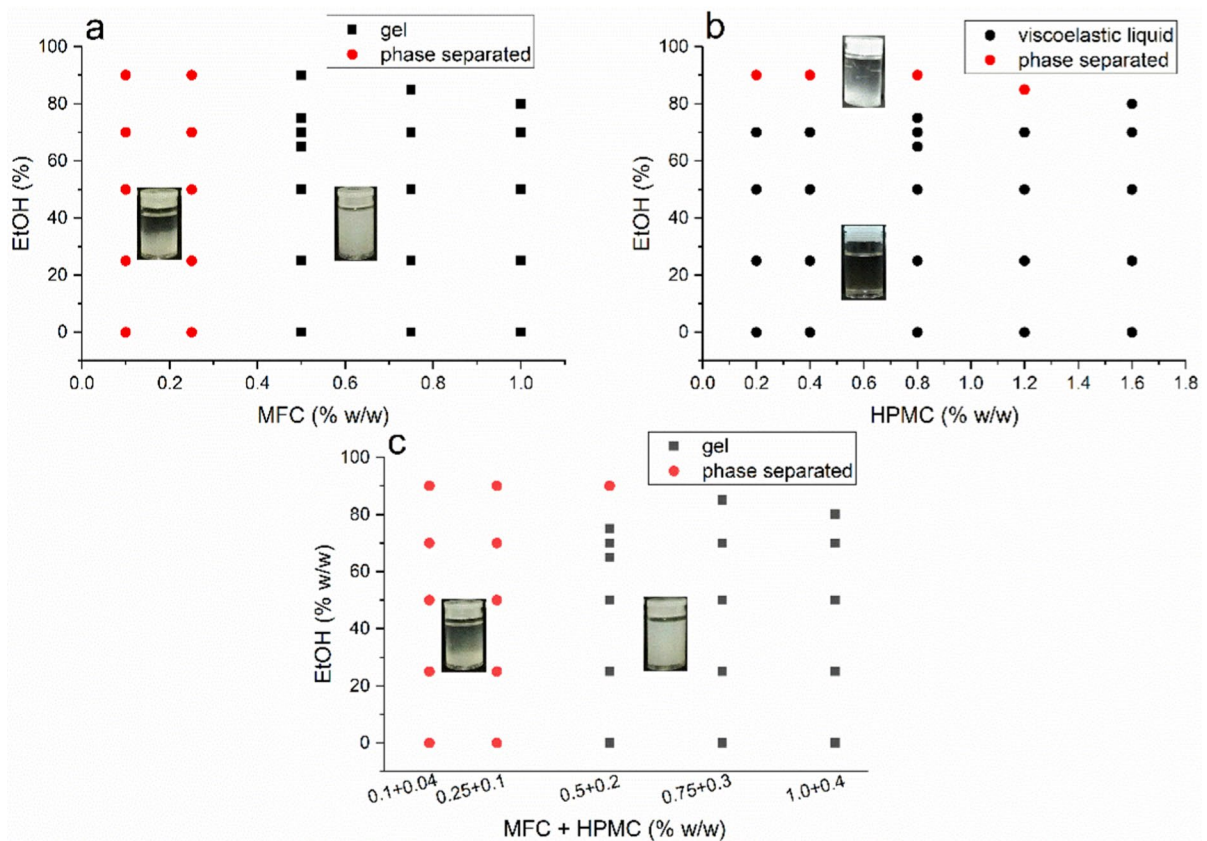 a
gel
phase separated
100
80
60
40
20
0
EtOH (%)
0.0 0.2 0.4 0.6 0.8 1.0
MFC (% w/w)
b
viscoelastic liquid
phase separated
100
80
60
40
20
0
EtOH (%)
0.0 0.2 0.4 0.6 0.8 1.0 1.2 1.4 1.6 1.8
HPMC (% w/w)
c
gel
phase separated
100
80
60
40
20
0
EtOH (% w/w)
0.1+0.04 0.25+0.1 0.5+0.2 0.75+0.3 1.0+0.4
MFC + HPMC (% w/w)